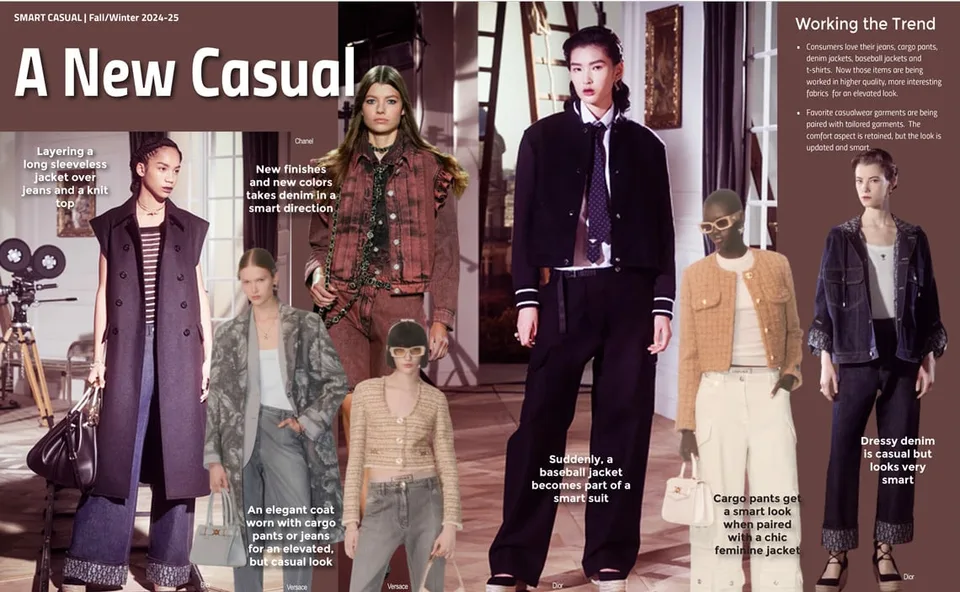 SMART CASUAL | Fall/Winter 2024-25
A New Casual
Working the Trend
• Consumers love their jeans, cargo pants,
denim jackets, baseball jackets and
t-shirts. Now those items are being
worked in higher quality, more interesting
fabrics for an elevated look.
• Favorite casualwear garments are being
paired with tailored garments. The
comfort aspect is retained, but the look is
updated and smart.
Layering a
long sleeveless
jacket over
jeans and a knit
top
Chanel
New finishes
and new colors
takes denim in a
smart direction
An elegant coat
worn with cargo
pants or jeans
for an elevated,
but casual look
Versace
Versace
Suddenly, a
baseball jacket
becomes part of a
smart suit
Dior
Cargo pants get
a smart look
when paired
with a chic
feminine jacket
Dressy denim
is casual but
looks very
smart
Dior